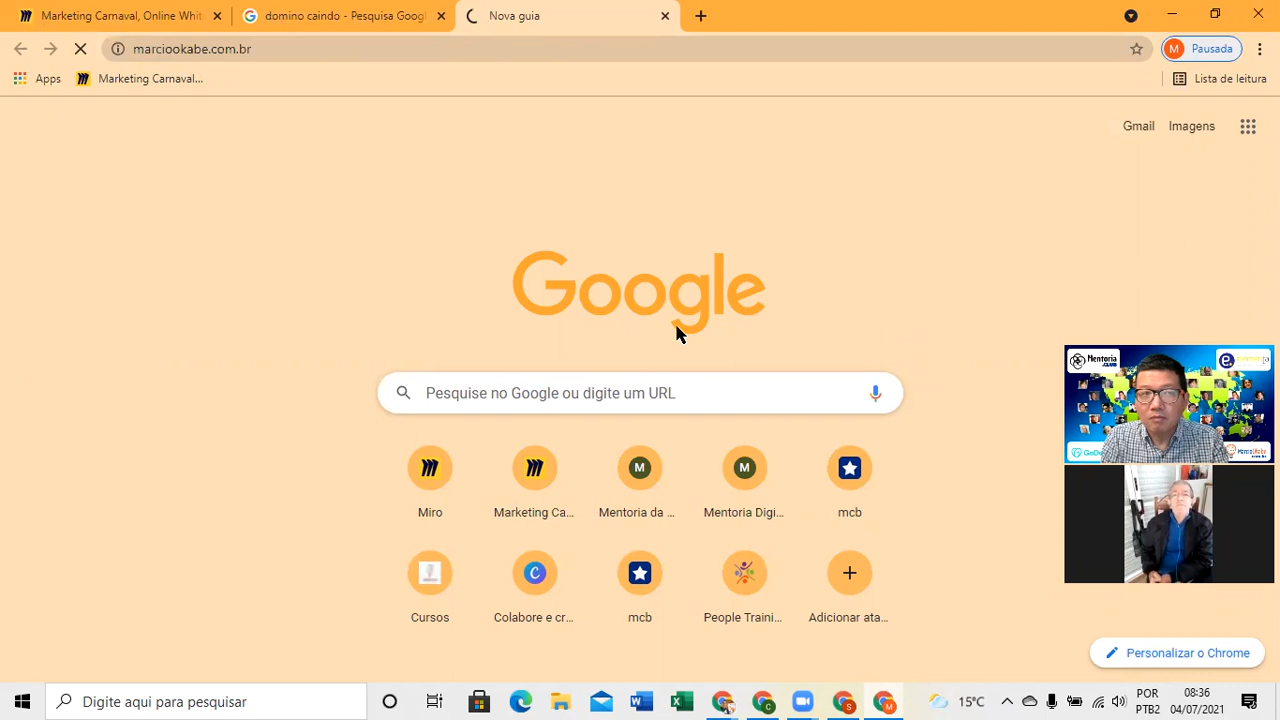 Marketing Carnaval, Online Whit
domino caindo - Pesquisa Googl
Nova guia
marciookabe.com.br
M
Pausada
Apps
Marketing Carnaval...
Lista de leitura
Gmail
Imagens
Google
Pesquise no Google ou digite um URL
M
M
Miro
Marketing Ca...
Mentoria da ...
Mentoria Digi...
mcb
Cursos
Colabore e cr...
mcb
People Traini...
Adicionar ata...
Mentoria
Personalizar o Chrome
Digite aqui para pesquisar
15°C
POR
PTB2
08:36
04/07/2021